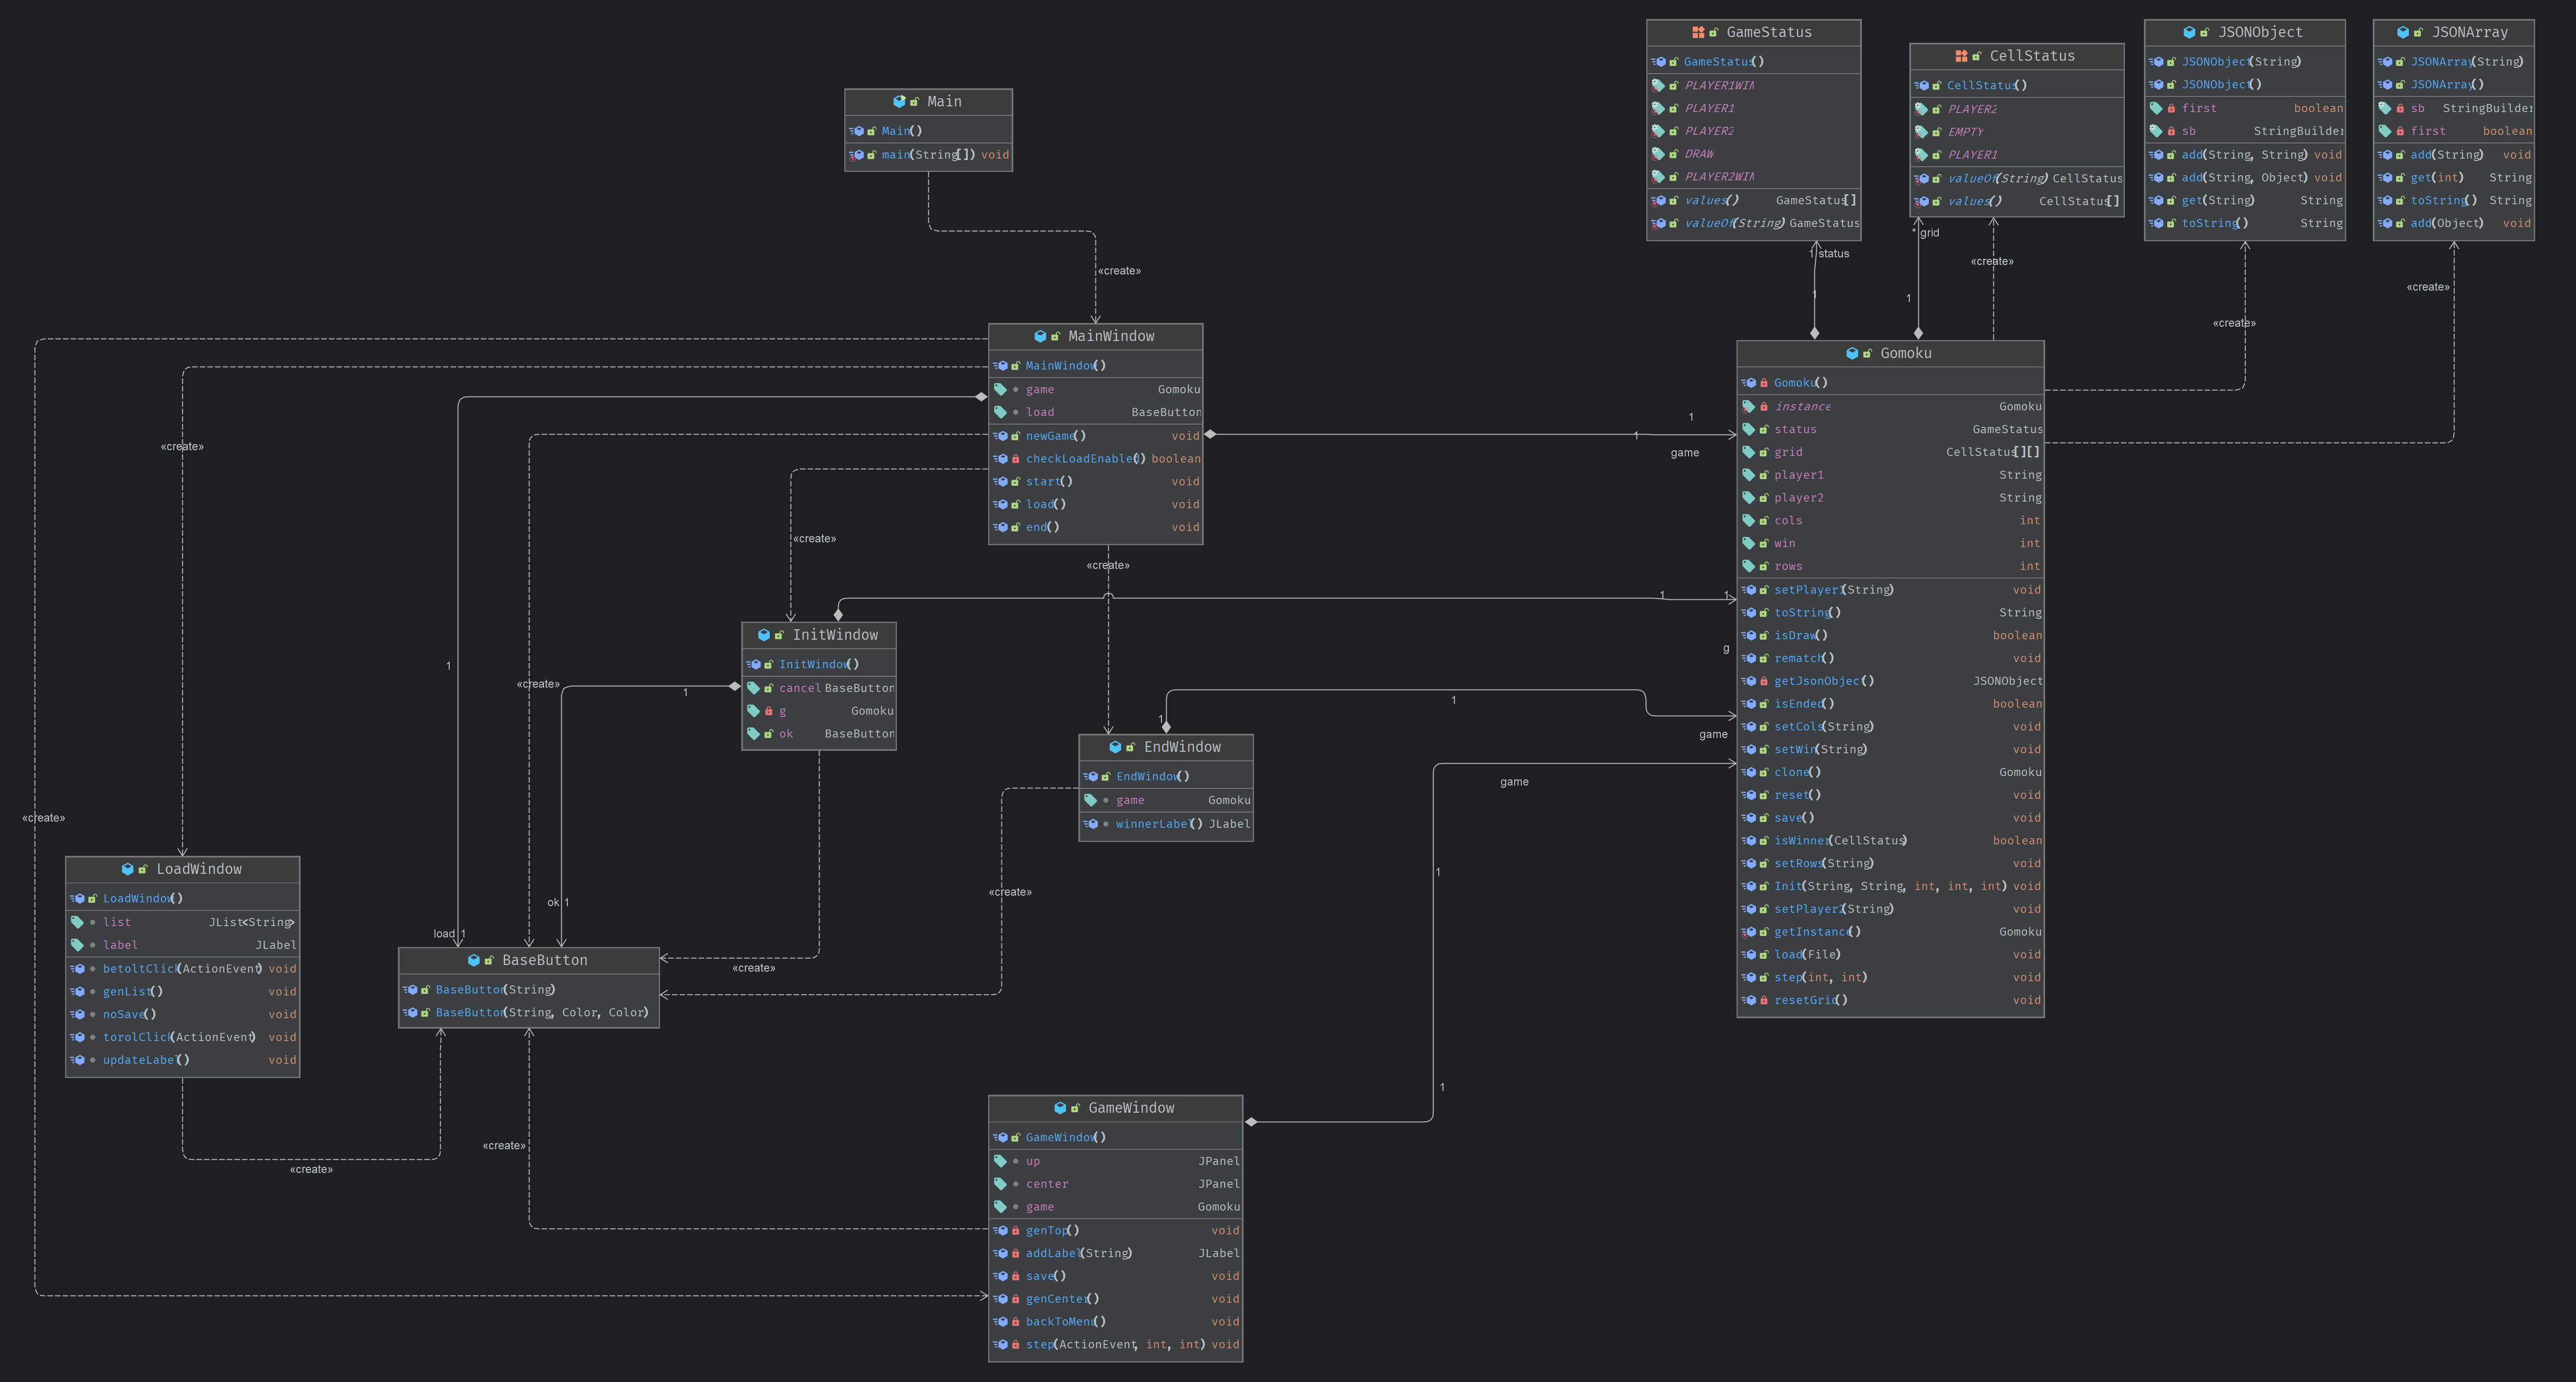 GameStatus
GameStatus()
PLAYER1WIN
PLAYER1
PLAYER2
DRAW
PLAYER2WIN
values() GameStatus[]
valueOf(String) GameStatus
CellStatus
CellStatus()
PLAYER2
EMPTY
PLAYER1
valueOf(String) CellStatus
values() CellStatus[]
JSONObject
JSONObject(String)
JSONObject()
first boolean
sb StringBuilder
add(String, String) void
add(String, Object) void
get(String) String
toString() String
JSONArray
JSONArray(String)
JSONArray()
sb StringBuilder
first boolean
add(String) void
get(int) String
toString() String
add(Object) void
Main
Main()
main(String[]) void
«create»
1 status
1
* grid
1
«create»
«create»
«create»
MainWindow
MainWindow()
game Gomoku
load BaseButton
newGame() void
checkLoadEnabled() boolean
start() void
load() void
end() void
«create»
«create»
«create»
«create»
«create»
1
1
1
game
Gomoku
Gomoku()
instance Gomoku
status GameStatus
grid CellStatus[][]
player1 String
player2 String
cols int
win int
rows int
setPlayer1(String) void
toString() String
isDraw() boolean
rematch() void
getJsonObjec() JSONObject
isEnded() boolean
setCols(String) void
setWin(String) void
clone() Gomoku
reset() void
save() void
isWinner(CellStatus) boolean
setRows(String) void
Init(String, String, int, int, int) void
setPlayer2(String) void
getInstance() Gomoku
load(File) void
step(int, int) void
resetGrid() void
InitWindow
InitWindow()
cancel BaseButton
g Gomoku
ok BaseButton
1
1
g
1
ok 1
load 1
EndWindow
EndWindow()
game Gomoku
winnerLabel() JLabel
1
1
game
«create»
«create»
LoadWindow
LoadWindow()
list JList<String>
label JLabel
betoltClick(ActionEvent) void
genList() void
noSave() void
torolClick(ActionEvent) void
updateLabel() void
«create»
BaseButton
BaseButton(String)
BaseButton(String, Color, Color)
«create»
GameWindow
GameWindow()
up JPanel
center JPanel
game Gomoku
genTop() void
addLabel(String) JLabel
save() void
genCenter() void
backToMenu() void
step(ActionEvent, int, int) void
game
1
1